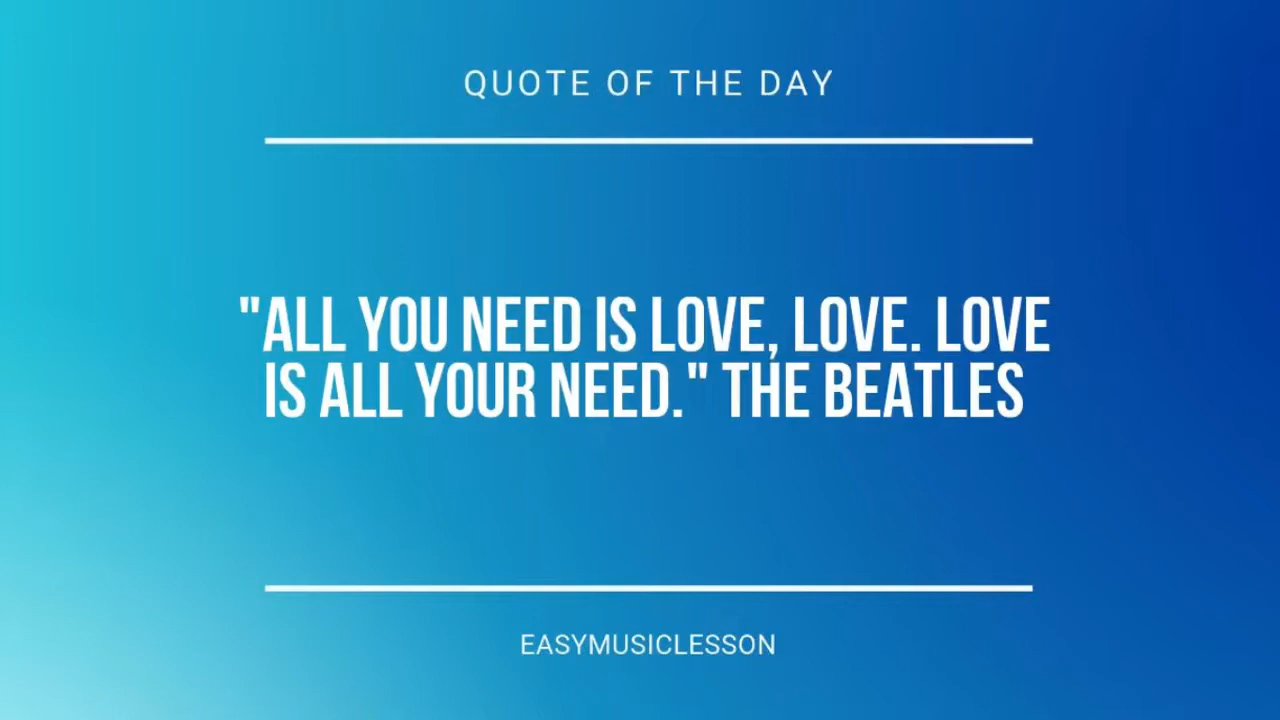 QUOTE OF THE DAY
"ALL YOU NEED IS LOVE, LOVE. LOVE
IS ALL YOUR NEED." THE BEATLES
EASYMUSICLESSON